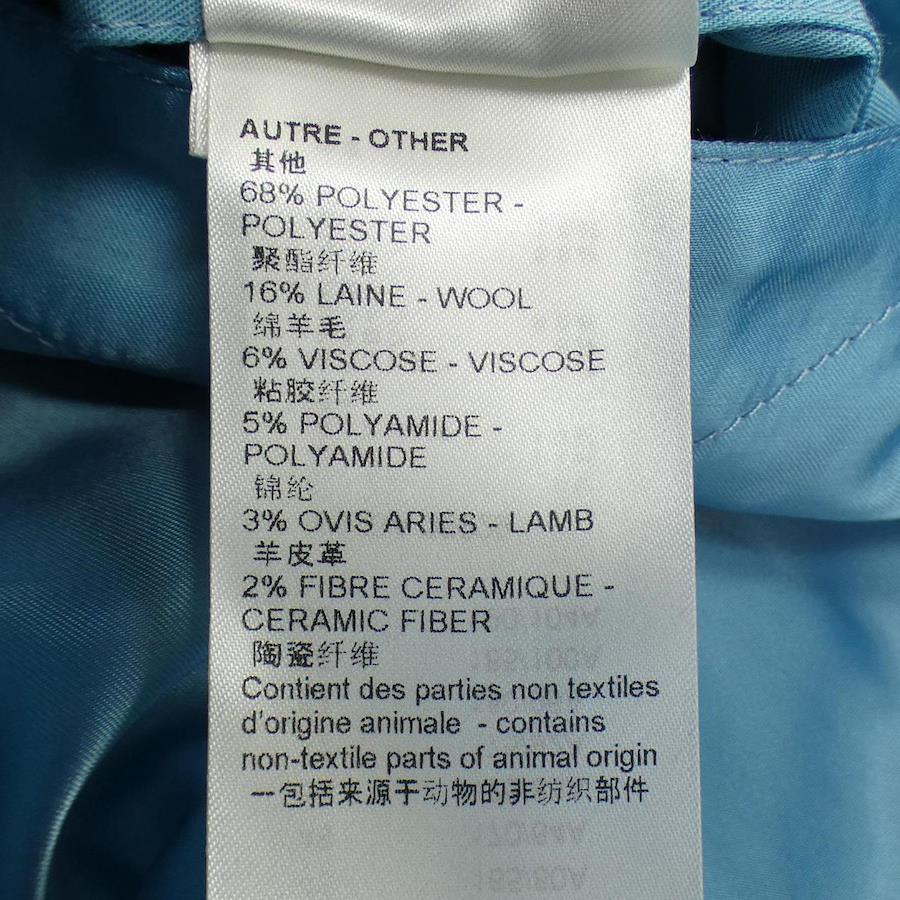 AUTRE - OTHER
其他
68% POLYESTER -
POLYESTER
聚酯纤维
16% LAINE - WOOL
绵羊毛
6% VISCOSE - VISCOSE
粘胶纤维
5% POLYAMIDE -
POLYAMIDE
锦纶
3% OVIS ARIES - LAMB
羊皮革
2% FIBRE CERAMIQUE -
CERAMIC FIBER
陶瓷纤维
Contient des parties non textiles
d'origine animale - contains
non-textile parts of animal origin
一包括来源于动物的非纺织部件